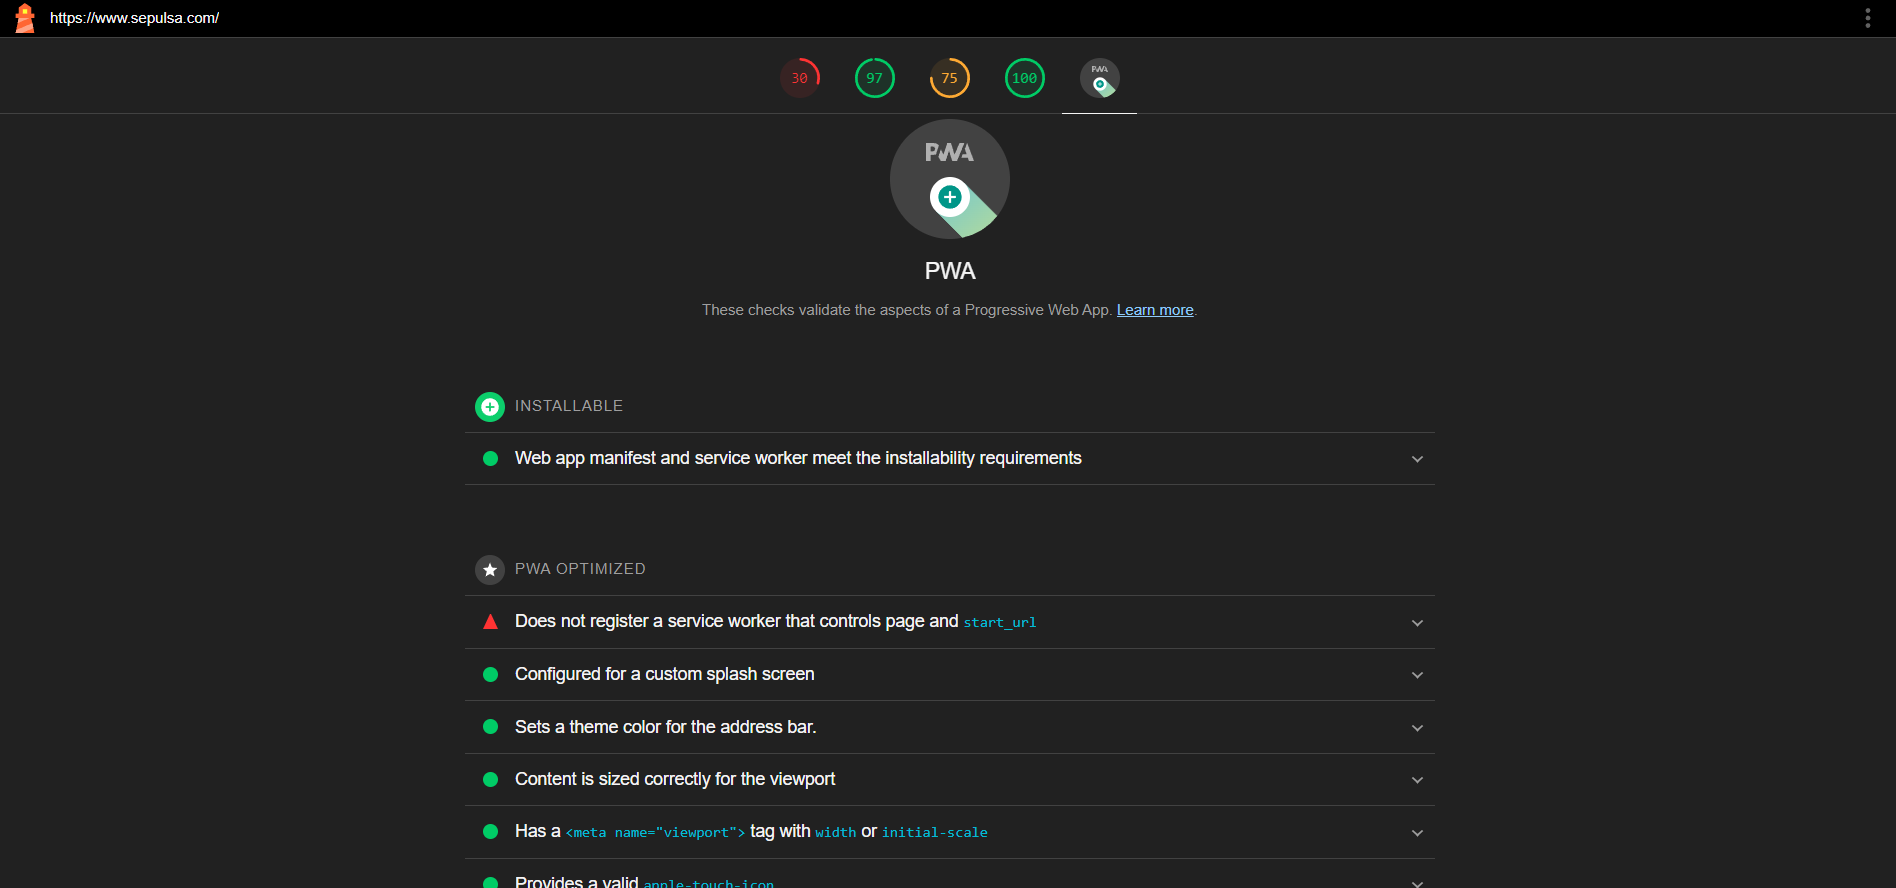 https://www.sepulsa.com/
30 97 75 100 PWA
PWA
PWA
These checks validate the aspects of a Progressive Web App. Learn more.
INSTALLABLE
Web app manifest and service worker meet the installability requirements
PWA OPTIMIZED
Does not register a service worker that controls page and start_url
Configured for a custom splash screen
Sets a theme color for the address bar.
Content is sized correctly for the viewport
Has a <meta name="viewport"> tag with width or initial-scale
Provides a valid apple-touch-icon